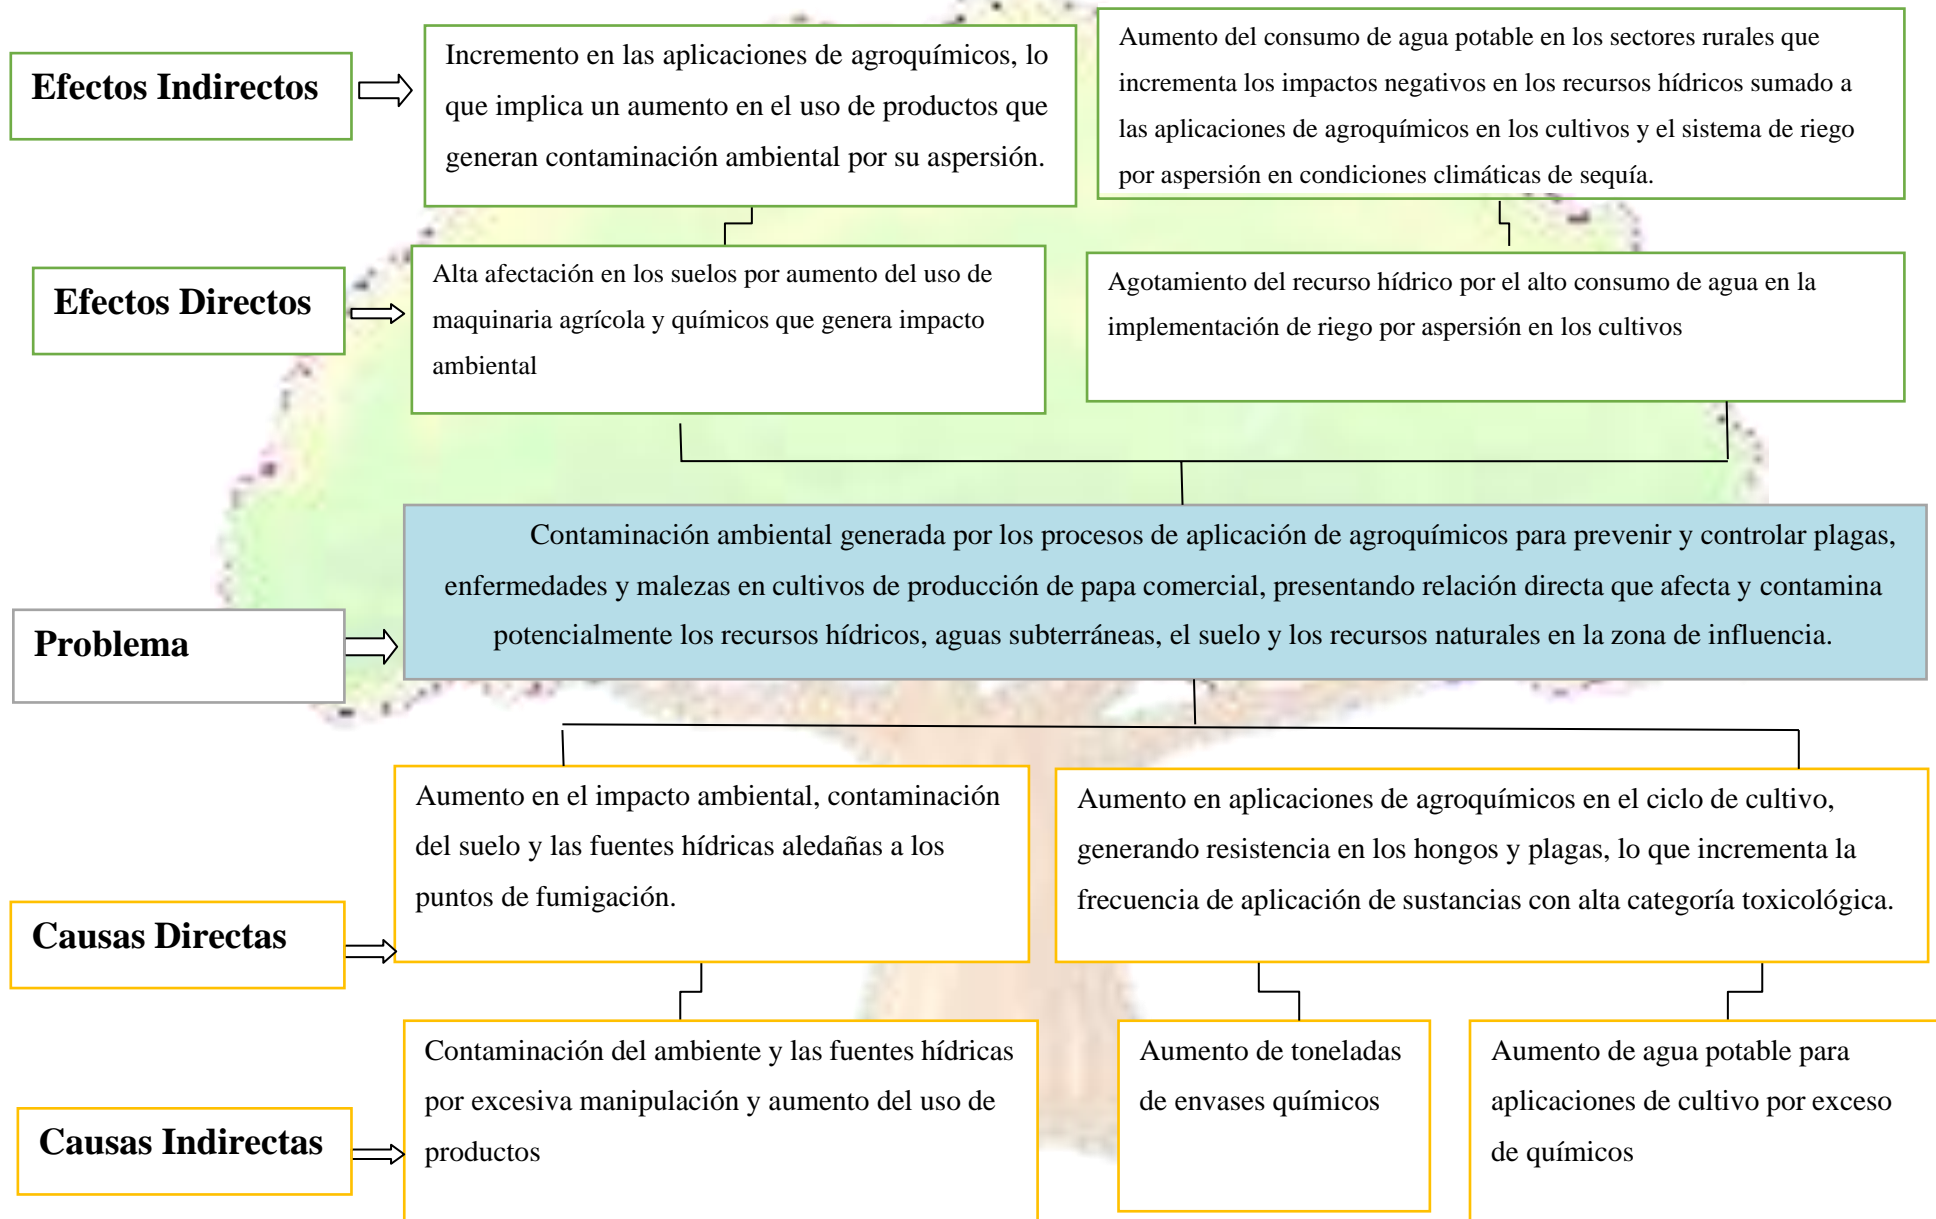 Efectos Indirectos
Incremento en las aplicaciones de agroquímicos, lo
que implica un aumento en el uso de productos que
generan contaminación ambiental por su aspersión.
Aumento del consumo de agua potable en los sectores rurales que
incrementa los impactos negativos en los recursos hídricos sumado a
las aplicaciones de agroquímicos en los cultivos y el sistema de riego
por aspersión en condiciones climáticas de sequía.
Efectos Directos
Alta afectación en los suelos por aumento del uso de
maquinaria agrícola y químicos que genera impacto
ambiental
Agotamiento del recurso hídrico por el alto consumo de agua en la
implementación de riego por aspersión en los cultivos
Problema
Contaminación ambiental generada por los procesos de aplicación de agroquímicos para prevenir y controlar plagas,
enfermedades y malezas en cultivos de producción de papa comercial, presentando relación directa que afecta y contamina
potencialmente los recursos hídricos, aguas subterráneas, el suelo y los recursos naturales en la zona de influencia.
Causas Directas
Aumento en el impacto ambiental, contaminación
del suelo y las fuentes hídricas aledañas a los
puntos de fumigación.
Aumento en aplicaciones de agroquímicos en el ciclo de cultivo,
generando resistencia en los hongos y plagas, lo que incrementa la
frecuencia de aplicación de sustancias con alta categoría toxicológica.
Causas Indirectas
Contaminación del ambiente y las fuentes hídricas
por excesiva manipulación y aumento del uso de
productos
Aumento de toneladas
de envases químicos
Aumento de agua potable para
aplicaciones de cultivo por exceso
de químicos